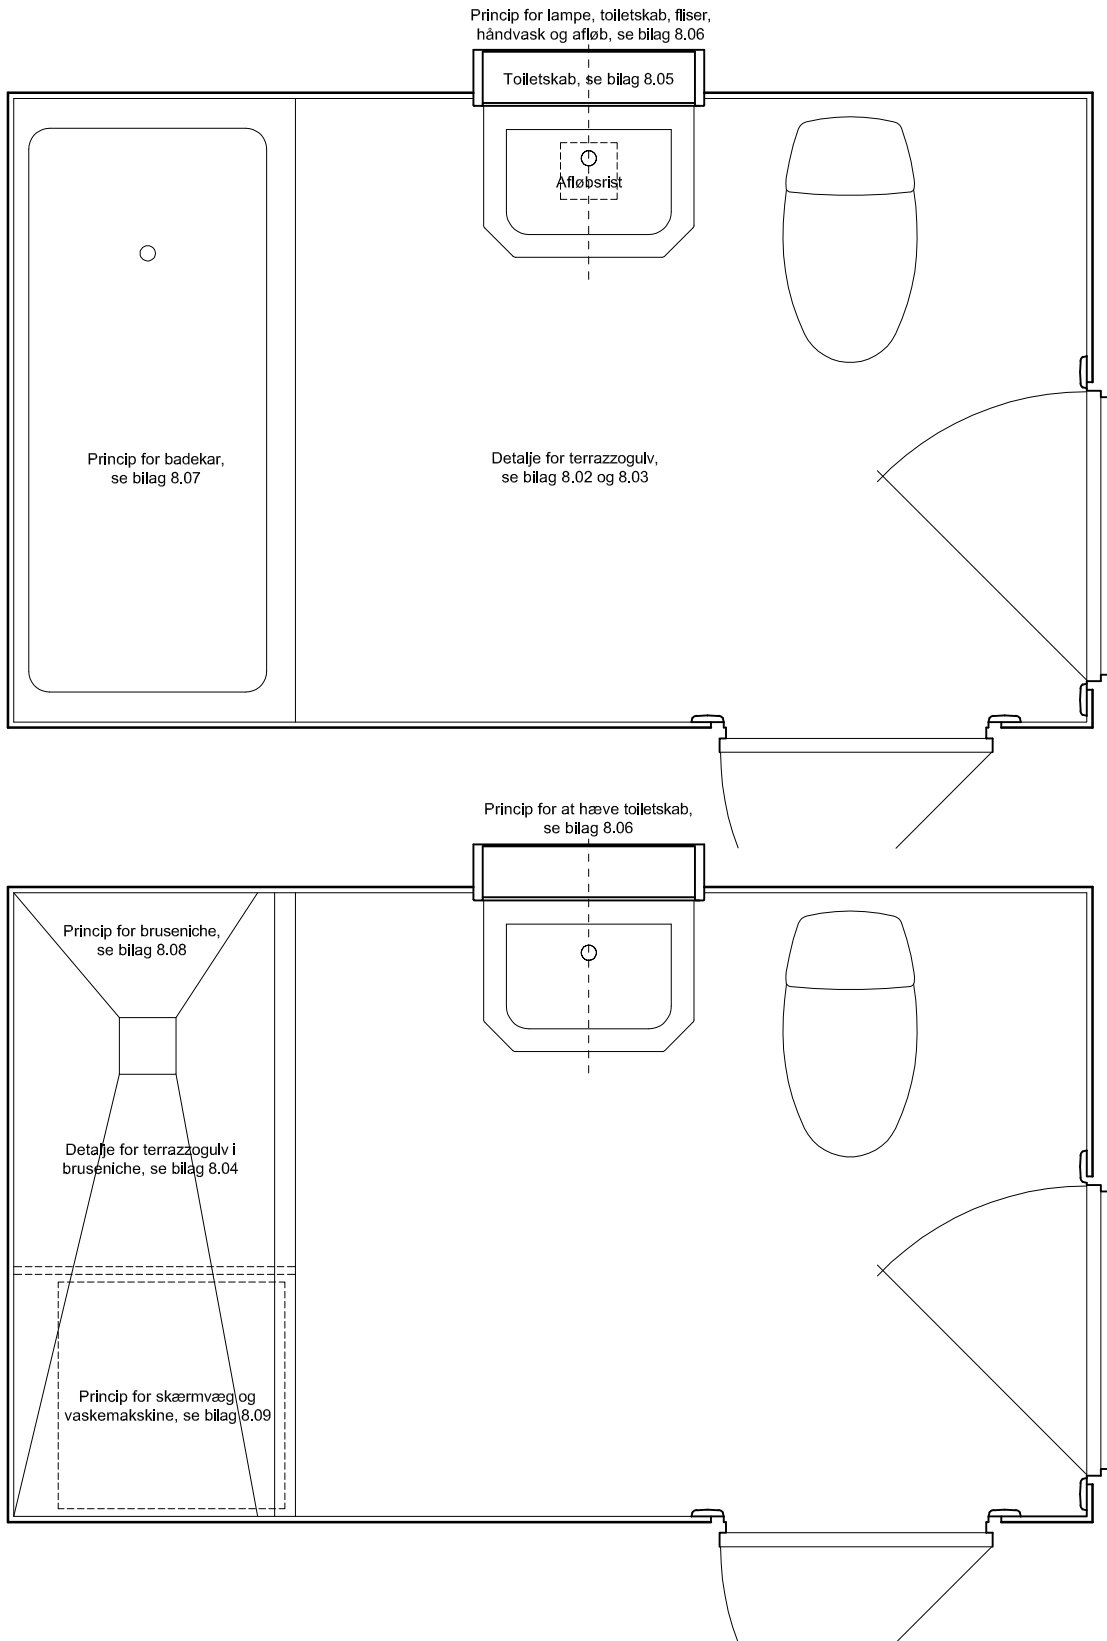 Princip for lampe, toiletskab, fliser,
håndvask og afløb, se bilag 8.06
Toiletskab, se bilag 8.05
Afløbsrist
Princip for badekar,
se bilag 8.07
Detalje for terrazzogulv,
se bilag 8.02 og 8.03
Princip for at hæve toiletskab,
se bilag 8.06
Princip for bruseniche,
se bilag 8.08
Detalje for terrazzogulv i
bruseniche, se bilag 8.04
Princip for skærmvæg og
vaskemakskine, se bilag 8.09